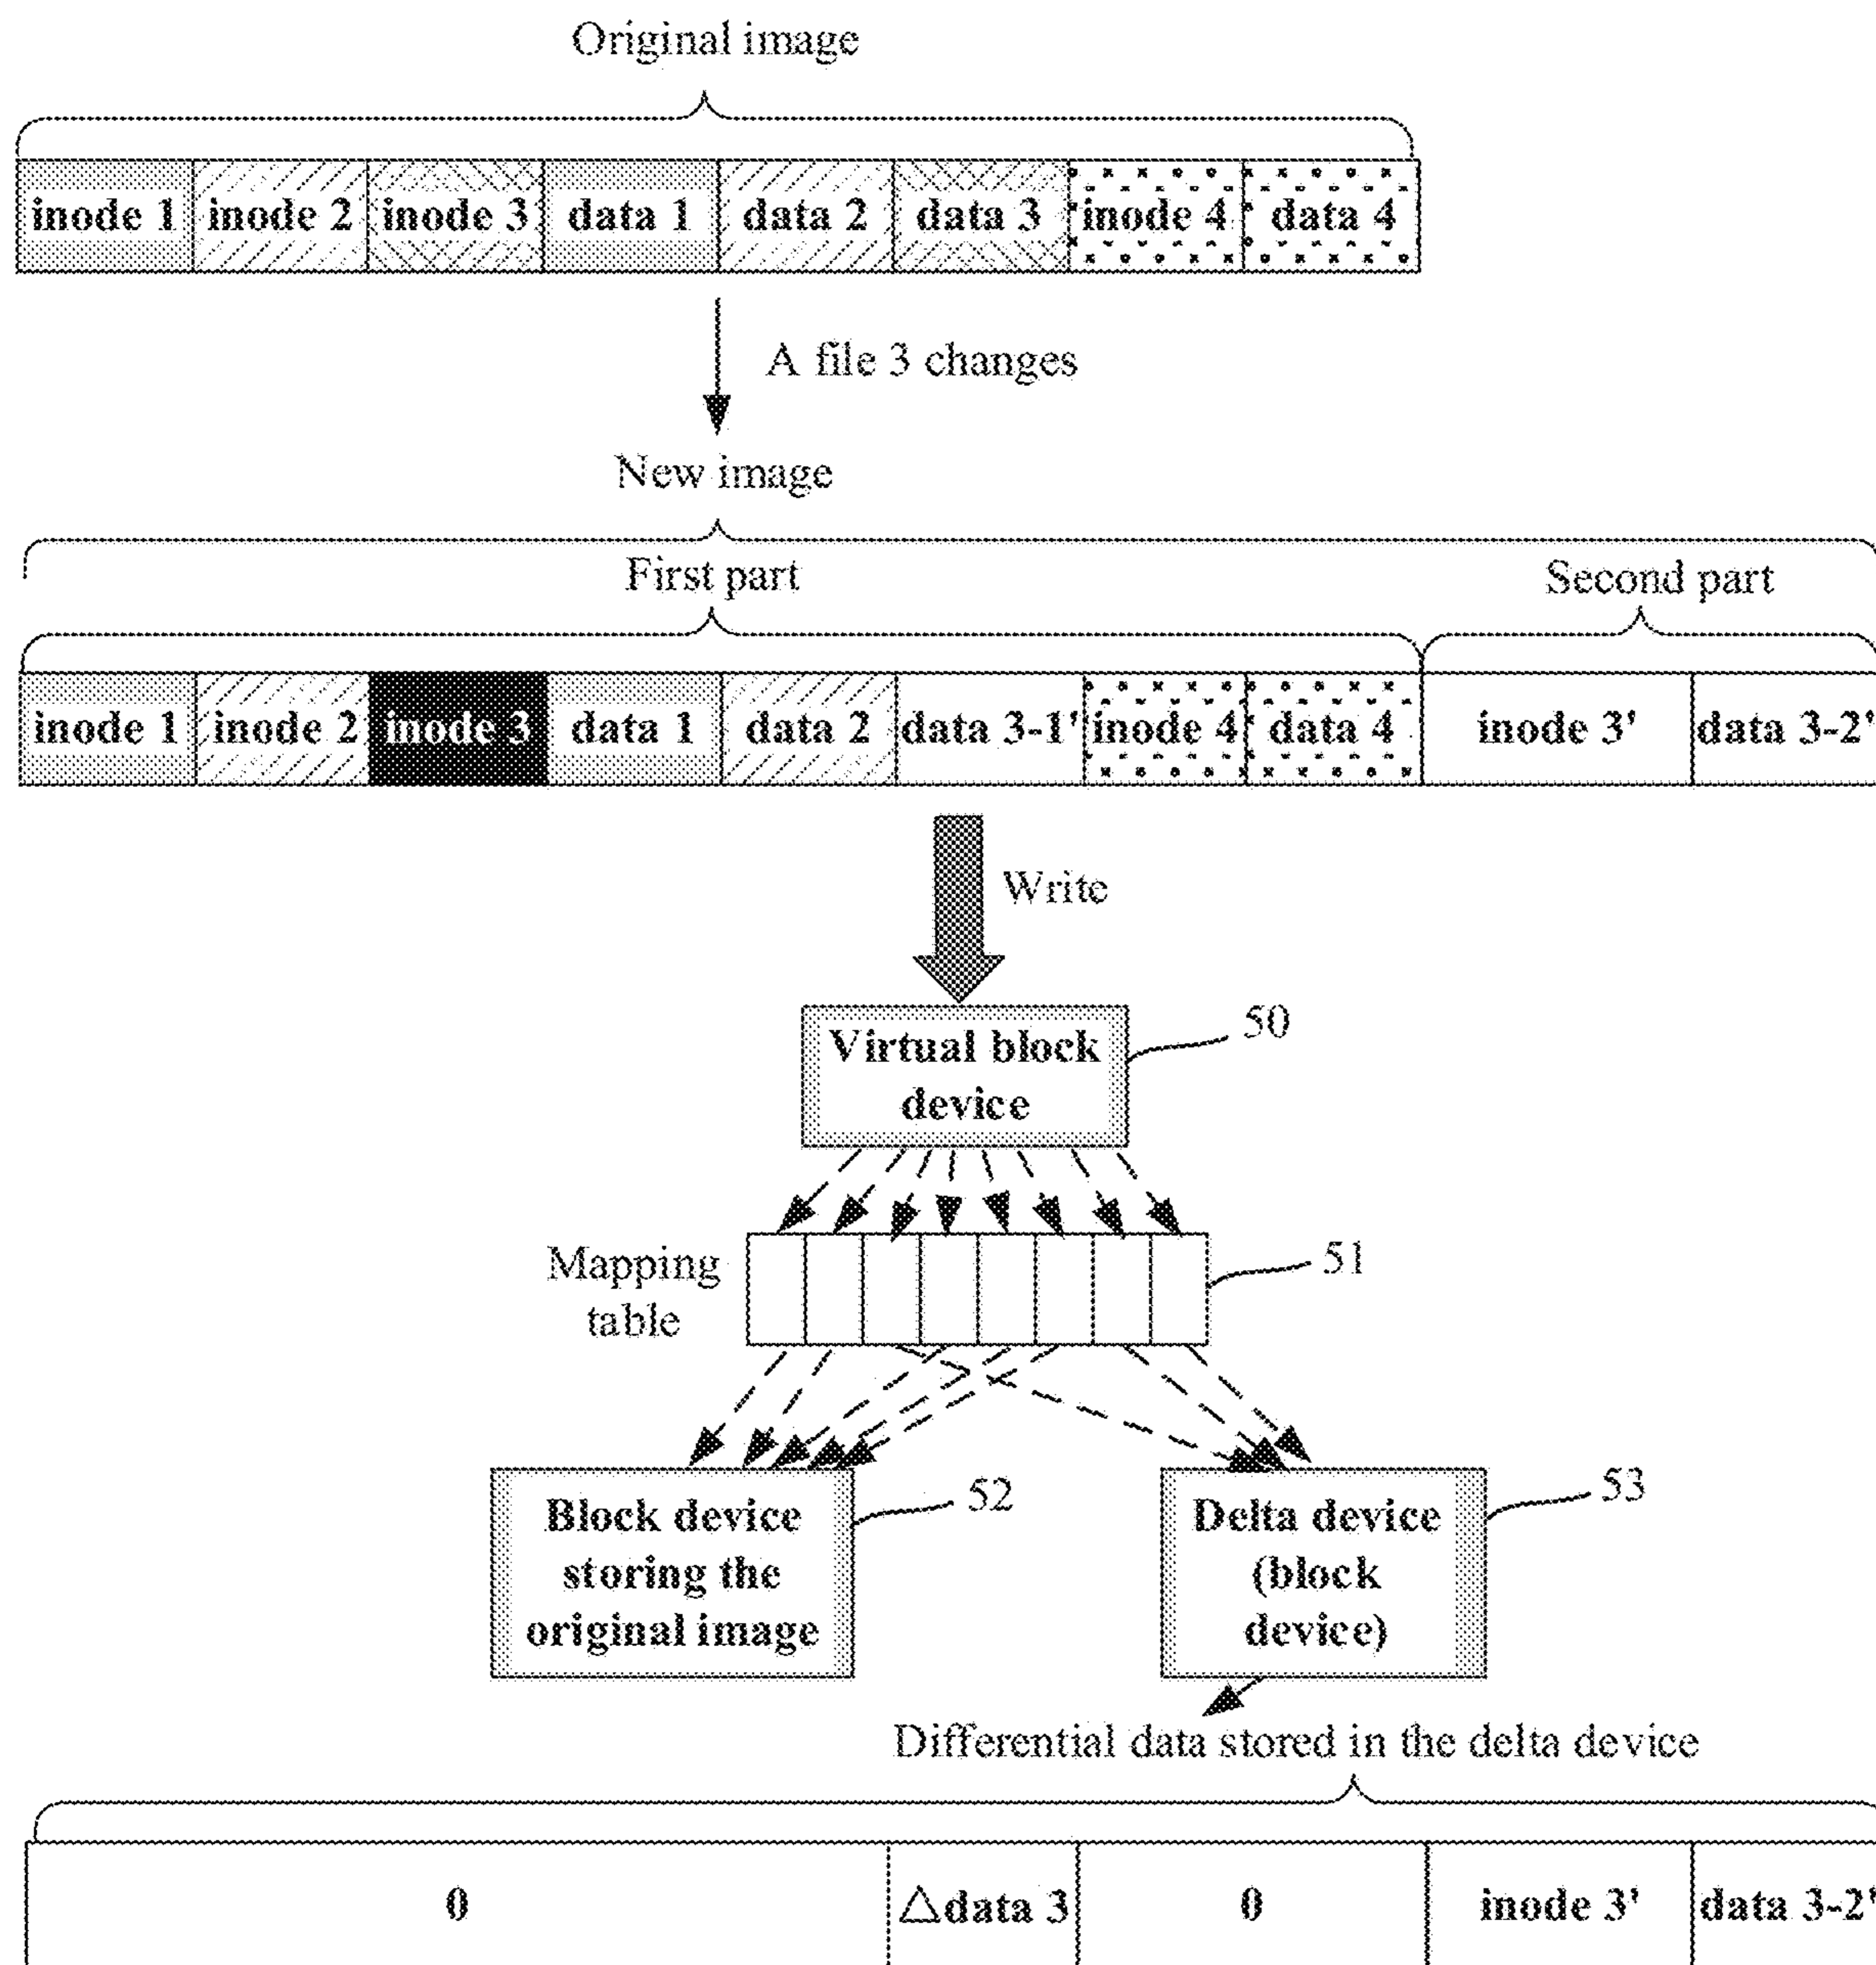 Original image
inode 1 inode 2 inode 3 data 1 data 2 data 3 inode 4 data 4
A file 3 changes
New image
First part Second part
inode 1 inode 2 inode 3 data 1 data 2 data 3-1' inode 4 data 4 inode 3' data 3-2'
Write
Virtual block
device
50
Mapping
table
51
Block device
storing the
original image
52
Delta device
(block
device)
53
Differential data stored in the delta device
0 △data 3 0 inode 3' data 3-2'